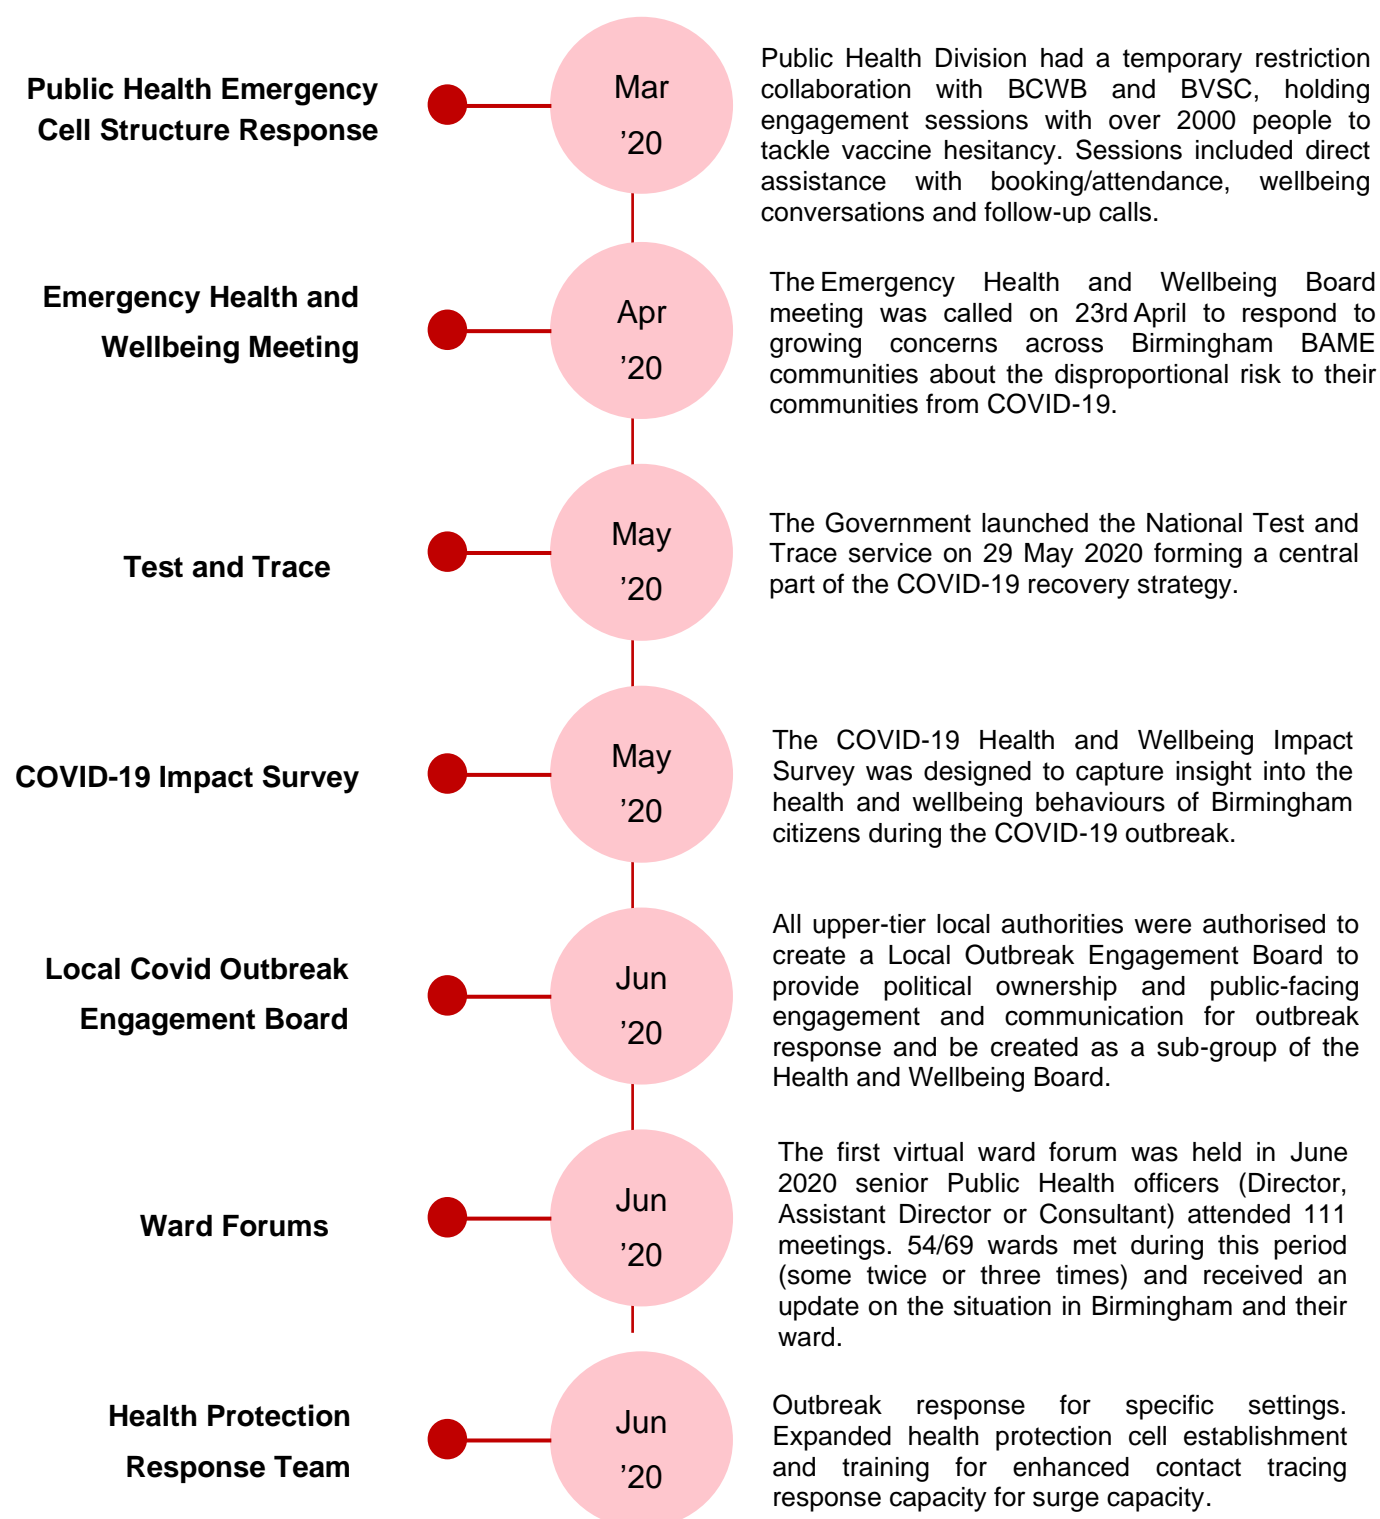 Public Health Emergency
Cell Structure Response
Mar
’20
Public Health Division had a temporary restriction
collaboration with BCWB and BVSC, holding
engagement sessions with over 2000 people to
tackle vaccine hesitancy. Sessions included direct
assistance with booking/attendance, wellbeing
conversations and follow-up calls.
Emergency Health and
Wellbeing Meeting
Apr
’20
The Emergency Health and Wellbeing Board
meeting was called on 23rd April to respond to
growing concerns across Birmingham BAME
communities about the disproportional risk to their
communities from COVID-19.
Test and Trace
May
’20
The Government launched the National Test and
Trace service on 29 May 2020 forming a central
part of the COVID-19 recovery strategy.
COVID-19 Impact Survey
May
’20
The COVID-19 Health and Wellbeing Impact
Survey was designed to capture insight into the
health and wellbeing behaviours of Birmingham
citizens during the COVID-19 outbreak.
Local Covid Outbreak
Engagement Board
Jun
’20
All upper-tier local authorities were authorised to
create a Local Outbreak Engagement Board to
provide political ownership and public-facing
engagement and communication for outbreak
response and be created as a sub-group of the
Health and Wellbeing Board.
Ward Forums
Jun
’20
The first virtual ward forum was held in June
2020 senior Public Health officers (Director,
Assistant Director or Consultant) attended 111
meetings. 54/69 wards met during this period
(some twice or three times) and received an
update on the situation in Birmingham and their
ward.
Health Protection
Response Team
Jun
’20
Outbreak response for specific settings.
Expanded health protection cell establishment
and training for enhanced contact tracing
response capacity for surge capacity.